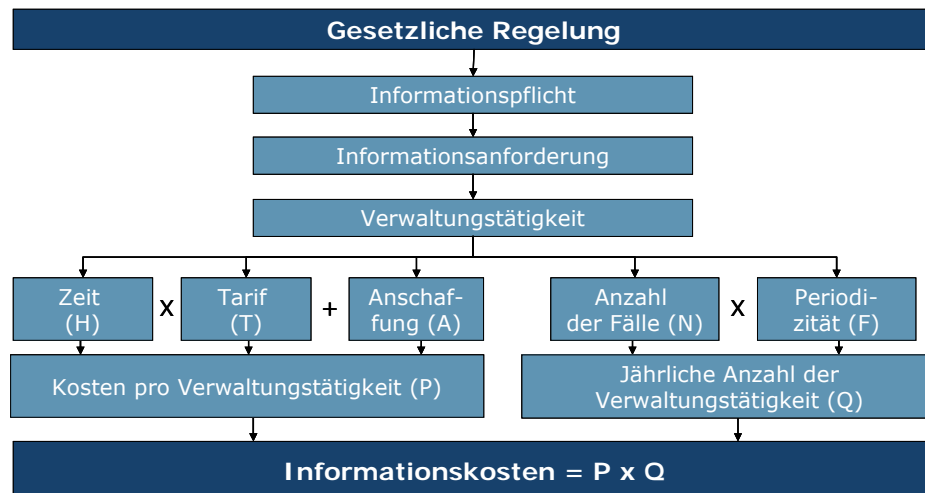 Gesetzliche Regelung
Informationspflicht
Informationsanforderung
Verwaltungstätigkeit
Zeit
(H)
X
Tarif
(T)
+
Anschaf-
fung (A)
Anzahl
der Fälle (N)
X
Periodi-
zität (F)
Kosten pro Verwaltungstätigkeit (P)
Jährliche Anzahl der
Verwaltungstätigkeit (Q)
Informationskosten = P x Q